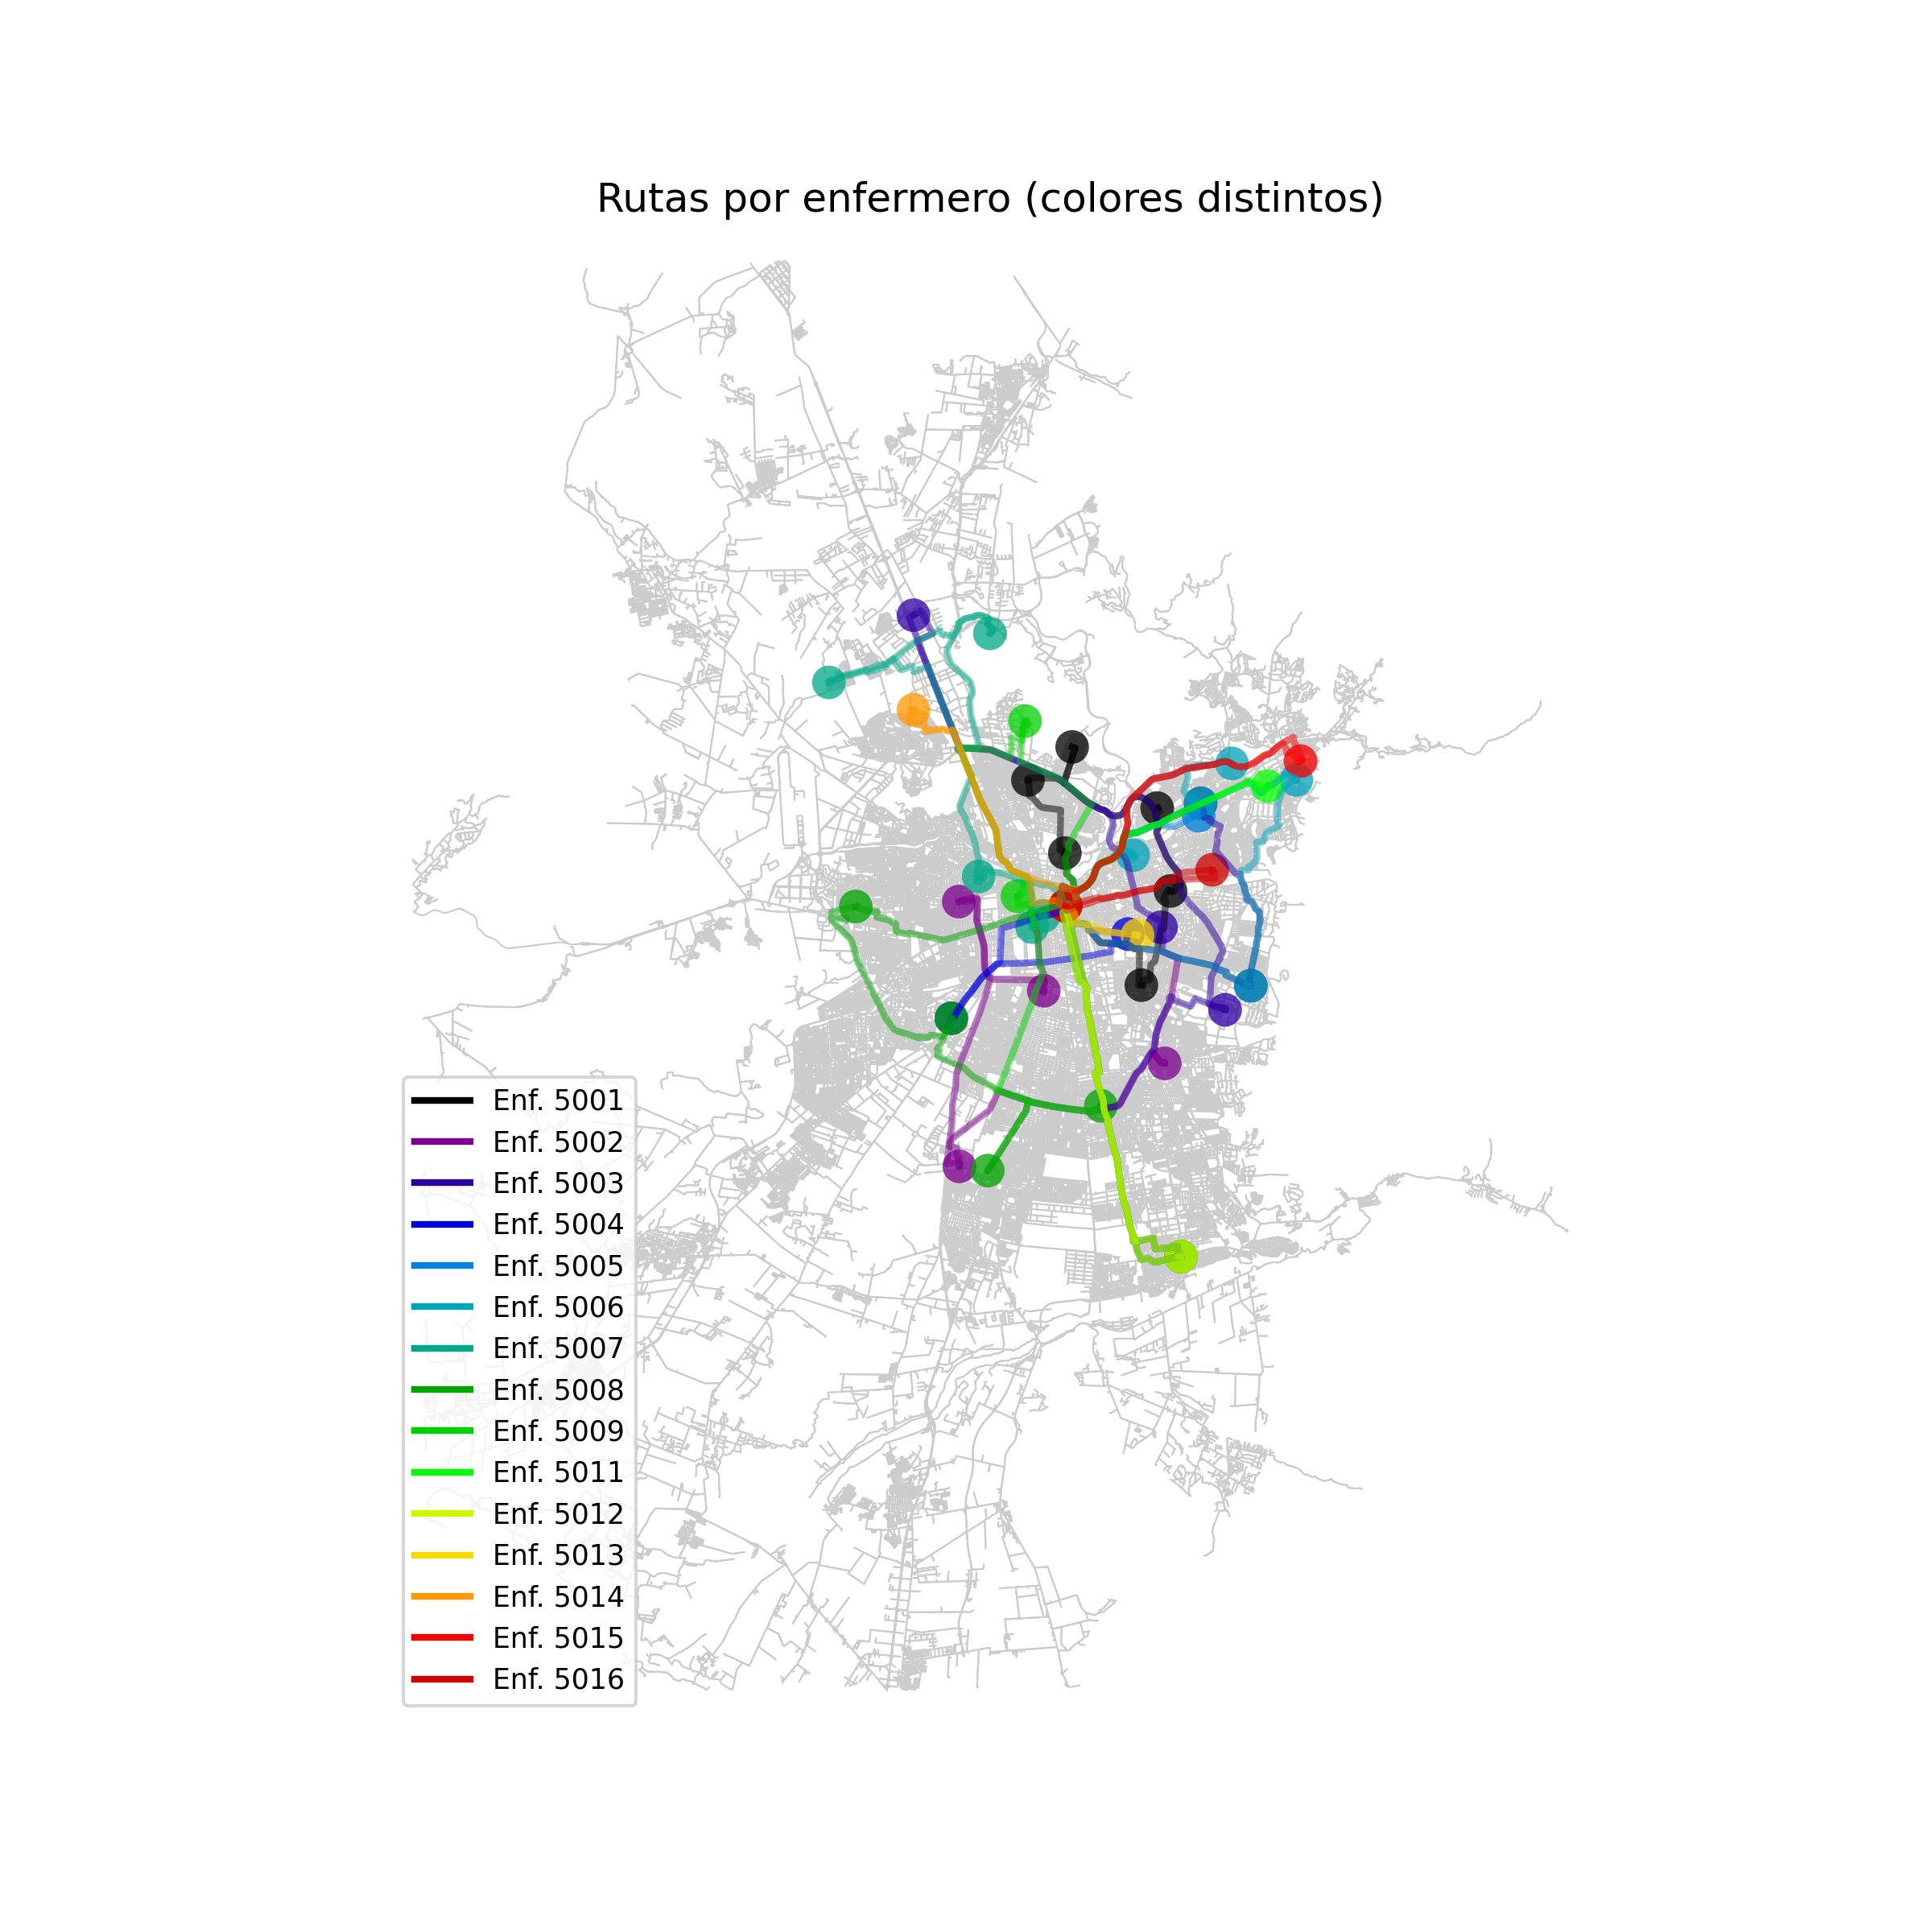 Rutas por enfermero (colores distintos)
Enf. 5001
Enf. 5002
Enf. 5003
Enf. 5004
Enf. 5005
Enf. 5006
Enf. 5007
Enf. 5008
Enf. 5009
Enf. 5011
Enf. 5012
Enf. 5013
Enf. 5014
Enf. 5015
Enf. 5016